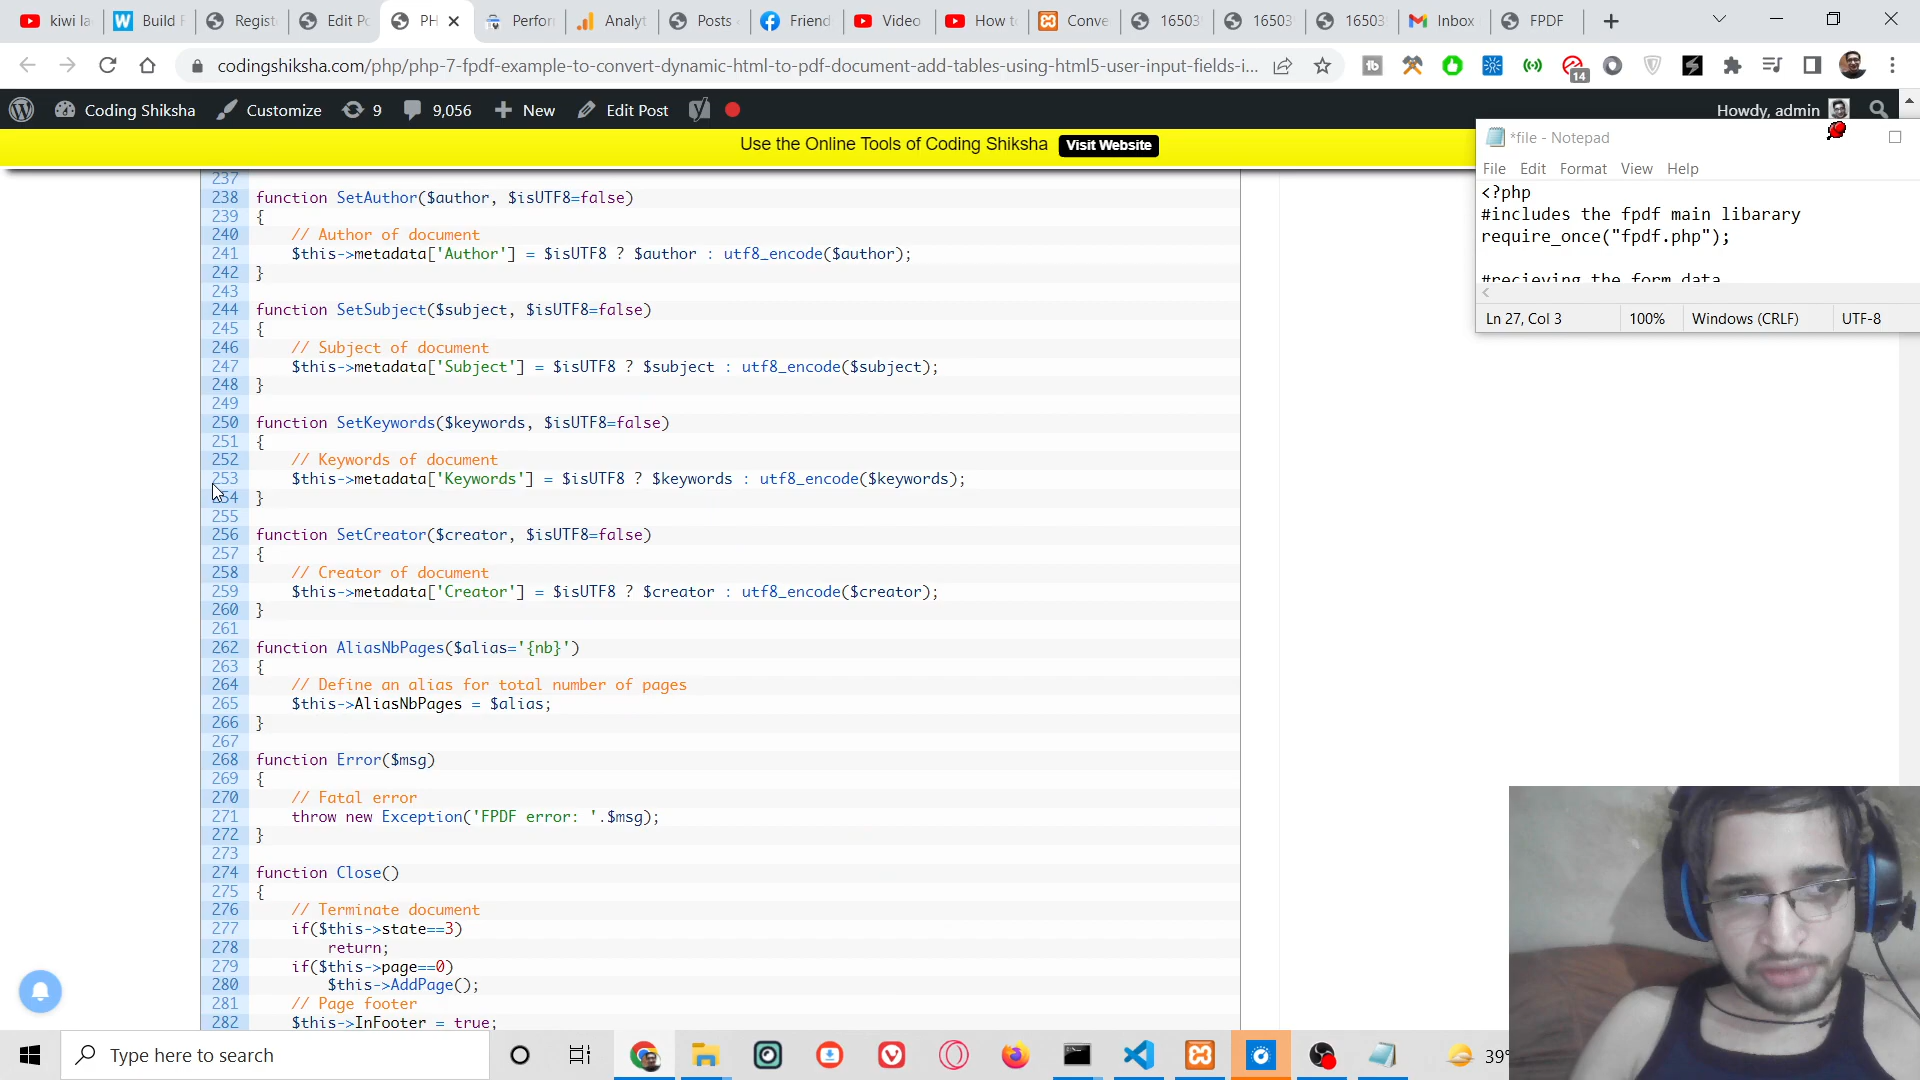 kiwi la
Build F
Regist
Edit Po
PH
Perfor
Analyt
Posts
Friend
Video
How to
Conve
16503
16503
16503
Inbox
FPDF
codingshiksha.com/php/php-7-fpdf-example-to-convert-dynamic-html-to-pdf-document-add-tables-using-html5-user-input-fields-i...
14
Coding Shiksha
Customize
9
9,056
New
Edit Post
Howdy, admin
Use the Online Tools of Coding Shiksha
Visit Website
237
238 function SetAuthor($author, $isUTF8=false)
239 {
240 // Author of document
241 $this->metadata['Author'] = $isUTF8 ? $author : utf8_encode($author);
242 }
243
244 function SetSubject($subject, $isUTF8=false)
245 {
246 // Subject of document
247 $this->metadata['Subject'] = $isUTF8 ? $subject : utf8_encode($subject);
248 }
249
250 function SetKeywords($keywords, $isUTF8=false)
251 {
252 // Keywords of document
253 $this->metadata['Keywords'] = $isUTF8 ? $keywords : utf8_encode($keywords);
254 }
255
256 function SetCreator($creator, $isUTF8=false)
257 {
258 // Creator of document
259 $this->metadata['Creator'] = $isUTF8 ? $creator : utf8_encode($creator);
260 }
261
262 function AliasNbPages($alias='{nb}')
263 {
264 // Define an alias for total number of pages
265 $this->AliasNbPages = $alias;
266 }
267
268 function Error($msg)
269 {
270 // Fatal error
271 throw new Exception('FPDF error: '.$msg);
272 }
273
274 function Close()
275 {
276 // Terminate document
277 if($this->state==3)
278 return;
279 if($this->page==0)
280 $this->AddPage();
281 // Page footer
282 $this->InFooter = true;
*file - Notepad
File Edit Format View Help
<?php
#includes the fpdf main libarary
require_once("fpdf.php");
#recieving the form data
Ln 27, Col 3
100%
Windows (CRLF)
UTF-8
Type here to search
39°